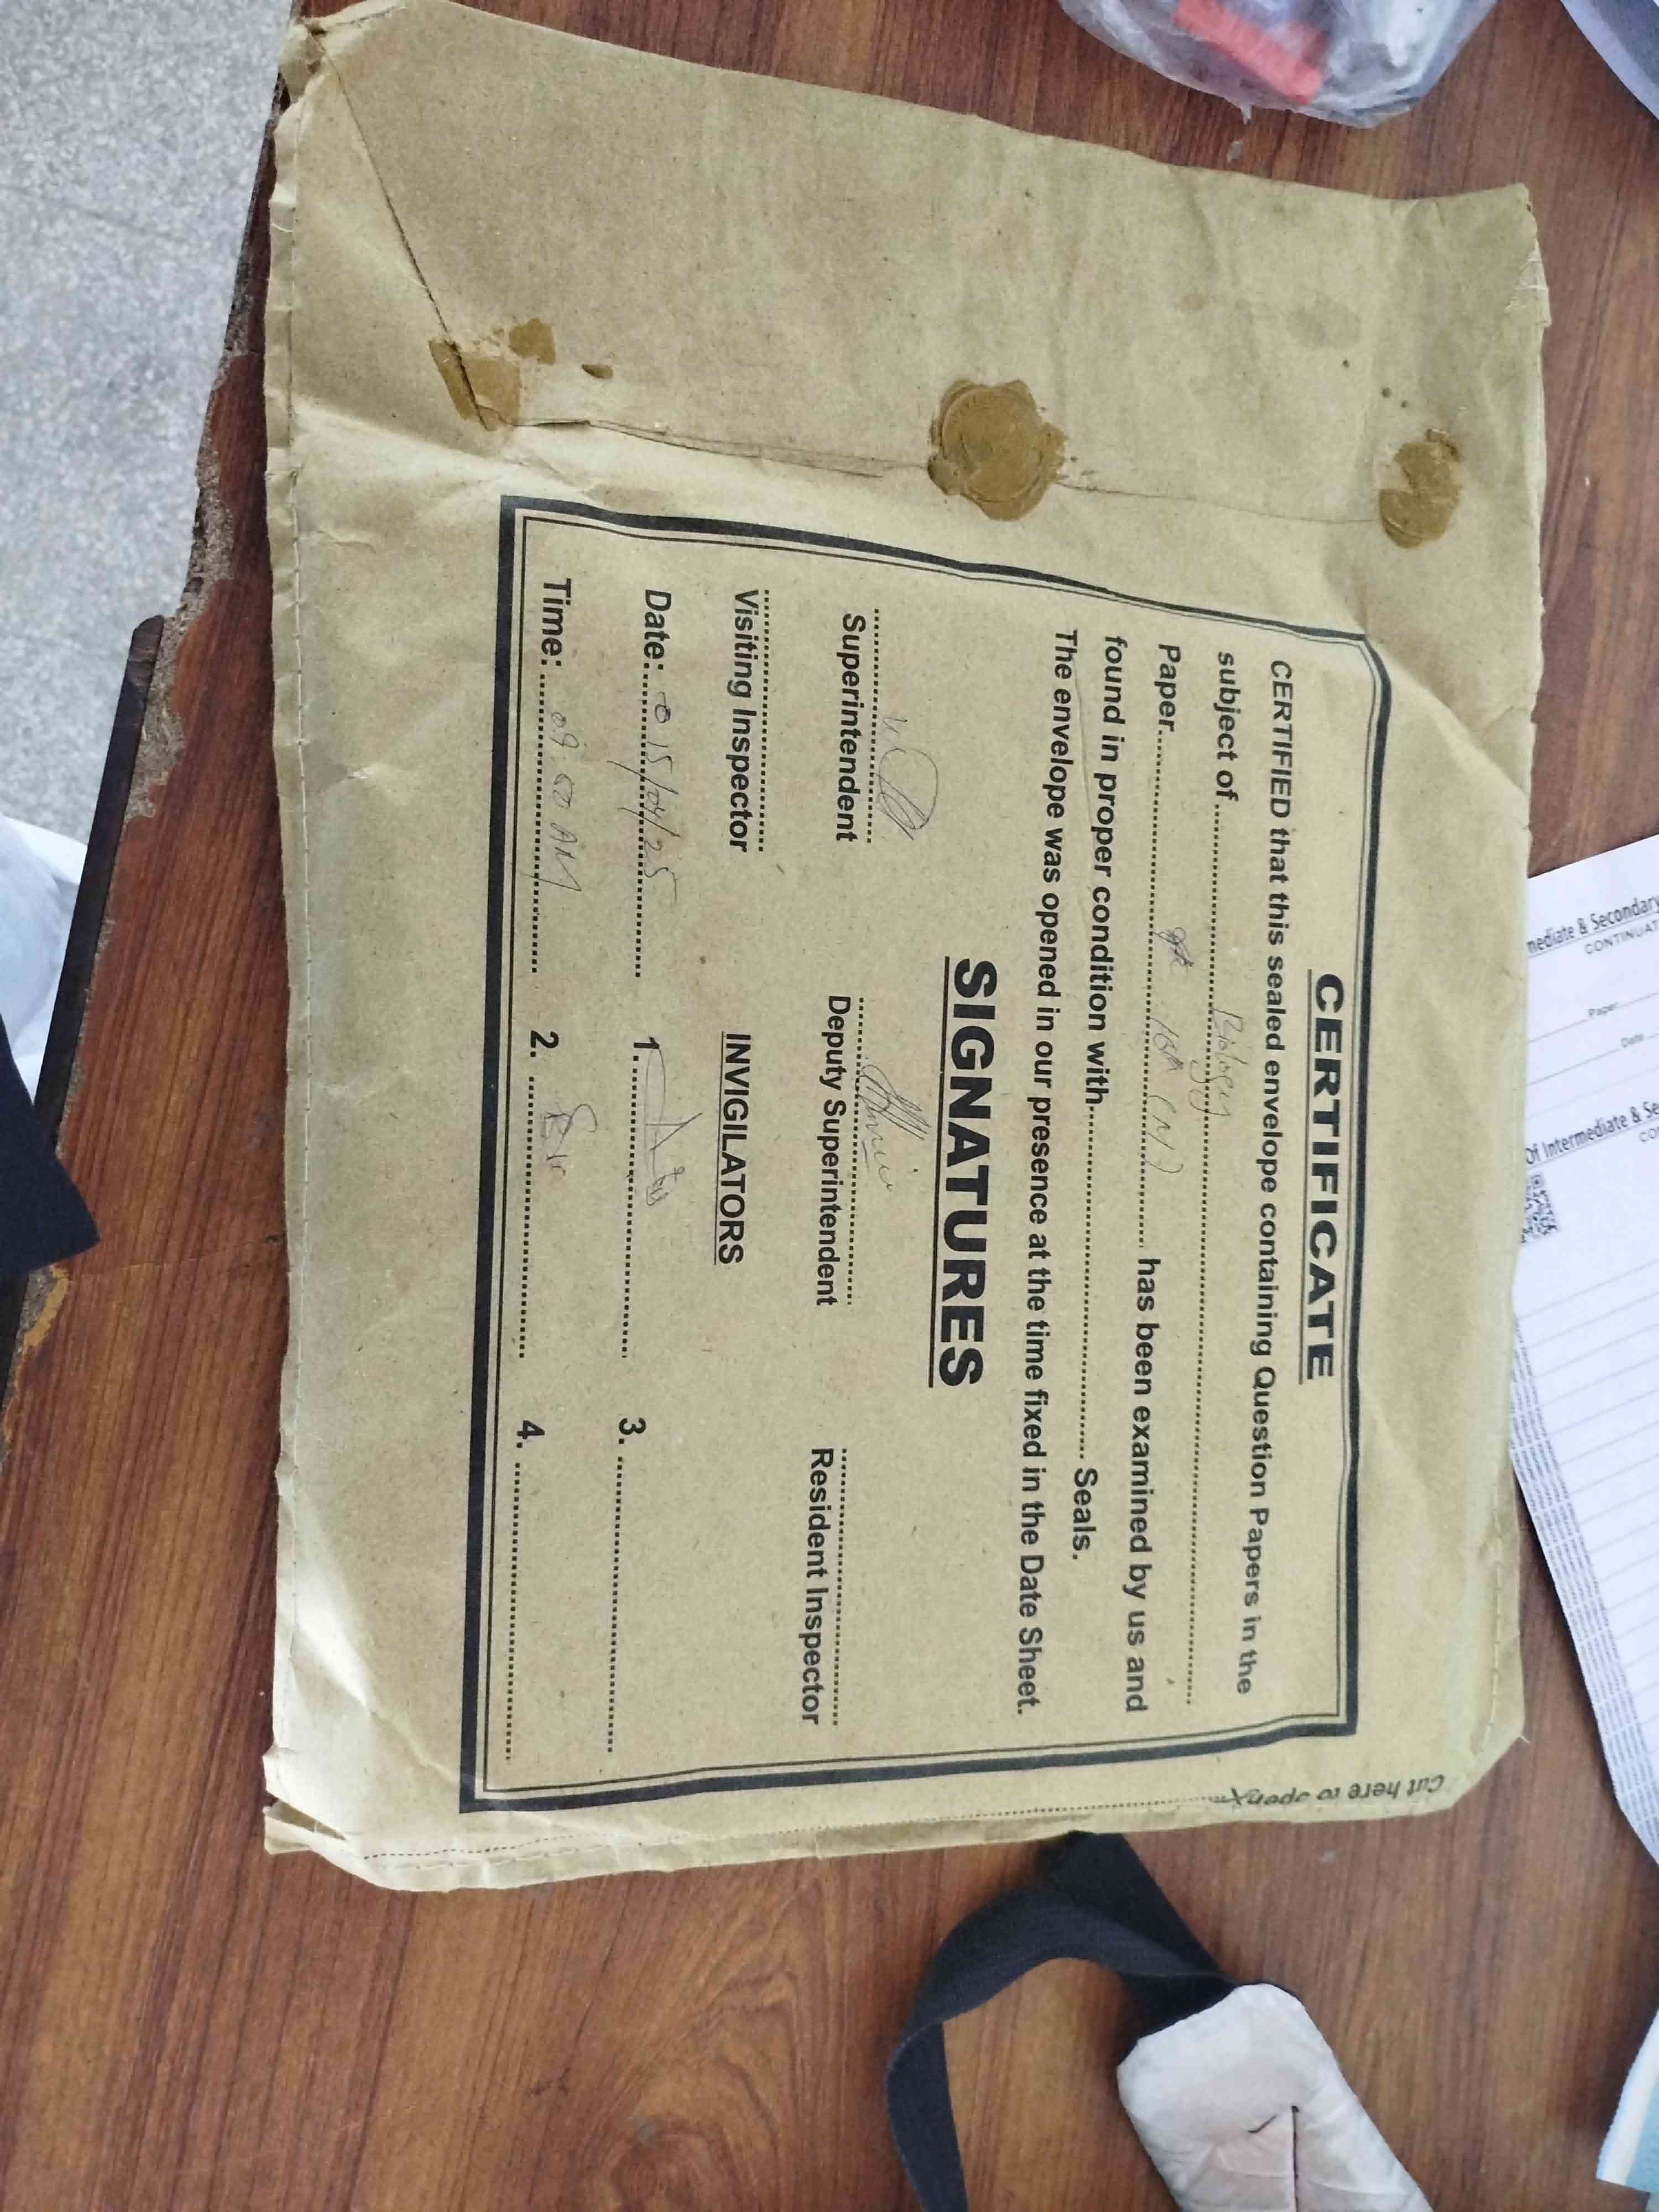 CERTIFICATE
CERTIFIED that this sealed envelope containing Question Papers in the
subject of.......... Biology ..........
Paper.......... 10th (N) .......... has been examined by us and
found in proper condition with.......... Seals.
The envelope was opened in our presence at the time fixed in the Date Sheet.
SIGNATURES
Superintendent Deputy Superintendent Resident Inspector
Visiting Inspector INVIGILATORS
Date: 15/04/25 1. 3.
Time: 09:00 AM 2. 4.
Cut here to open
mediate & Secondary
CONTINUAT
Paper
Date
Of Intermediate & Se
CO